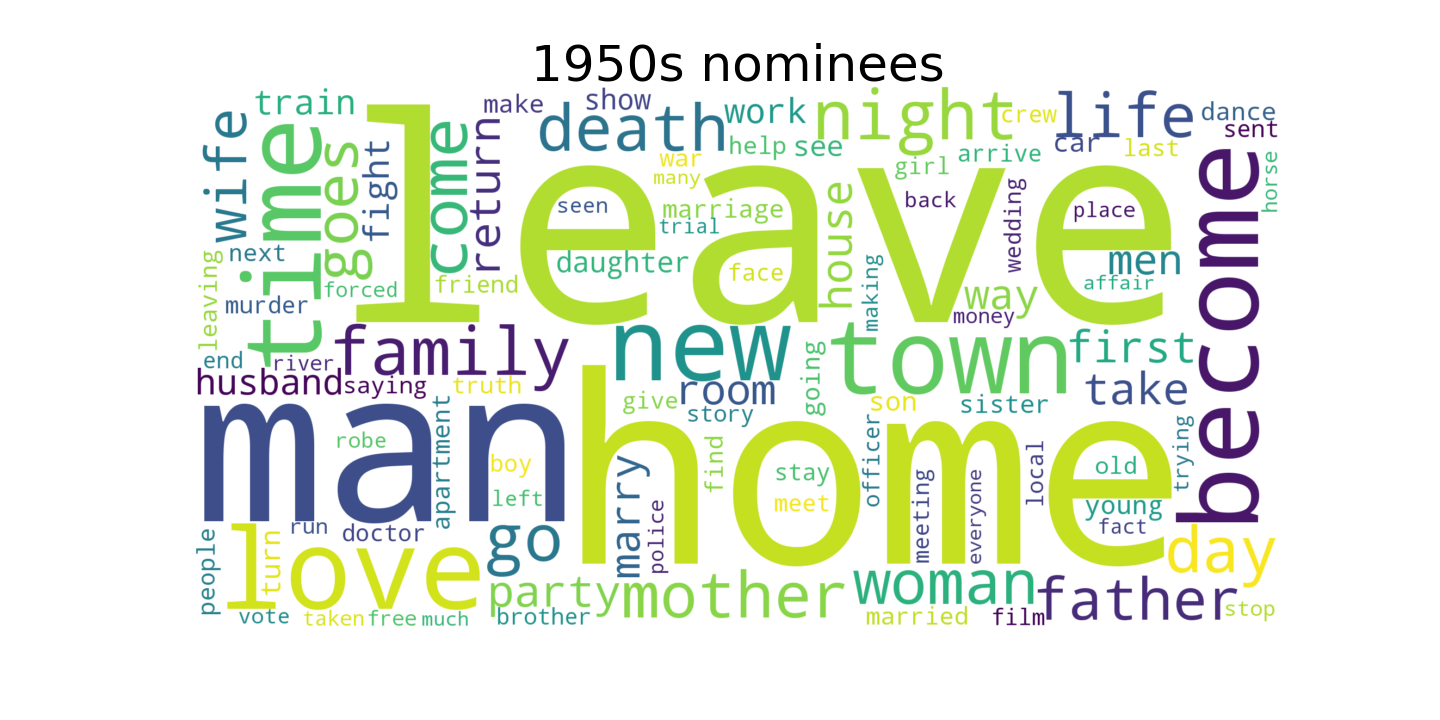 1950s nominees
train
make
show
death
work
night
crew
life
dance
wife
time
goes
fight
leave
come
return
help
see
war
many
girl
arrive
car
last
sent
horse
seen
marriage
trial
house
back
wedding
place
become
next
leaving
daughter
face
making
way
men
affair
murder
forced
friend
money
end
river
family
new
town
first
husband
saying
truth
room
going
take
man
home
give
story
son
sister
apartment
robe
boy
left
marry
find
stay
meet
officer
meeting
everyone
local
old
young
fact
trying
people
love
turn
run
doctor
go
police
day
party
mother
woman
father
vote
taken
free
much
brother
married
film
stop